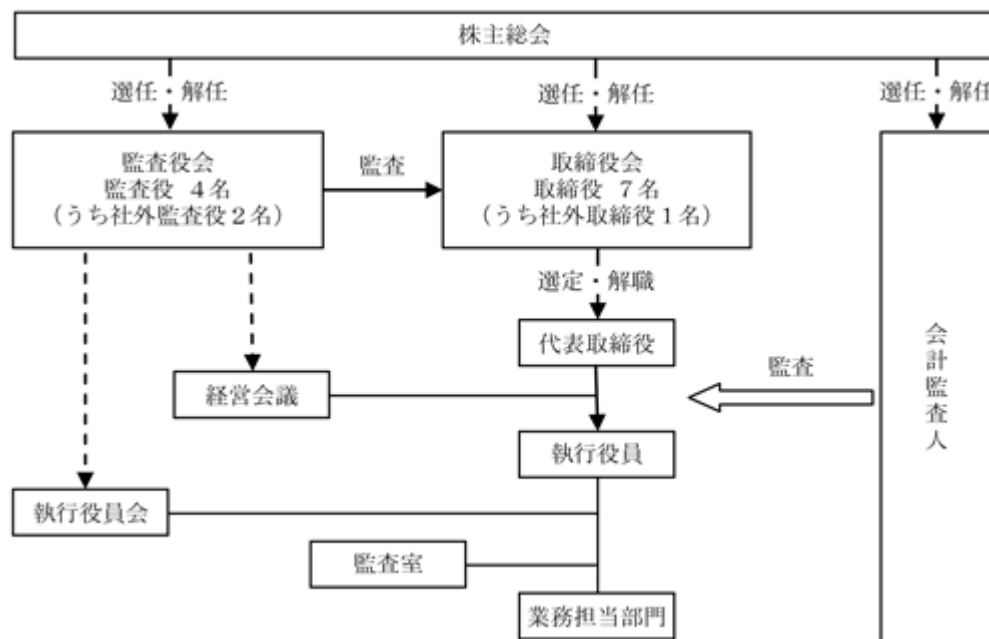 株主総会
選任・解任
選任・解任
選任・解任
監査役会
監査役 4名
（うち社外監査役２名）
監査
取締役会
取締役 7名
（うち社外取締役１名）
選定・解職
代表取締役
会計監査人
監査
経営会議
執行役員
執行役員会
監査室
業務担当部門